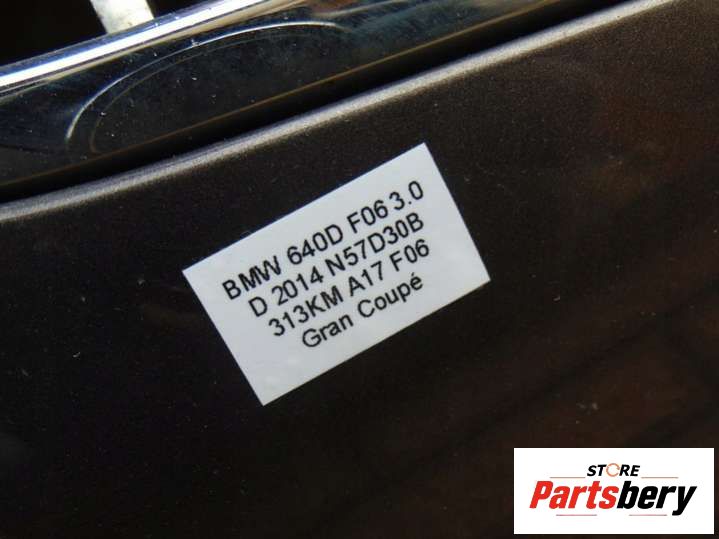 BMW 640D F06 3.0
D 2014 N57D30B
313KM A17 F06
Gran Coupé
STORE
Partsbery